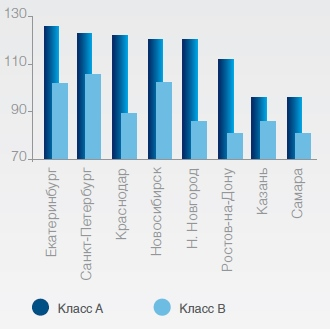 130
110
90
70
Екатеринбург
Санкт-Петербург
Краснодар
Новосибирск
Н. Новгород
Ростов-на-Дону
Казань
Самара
Класс А
Класс В